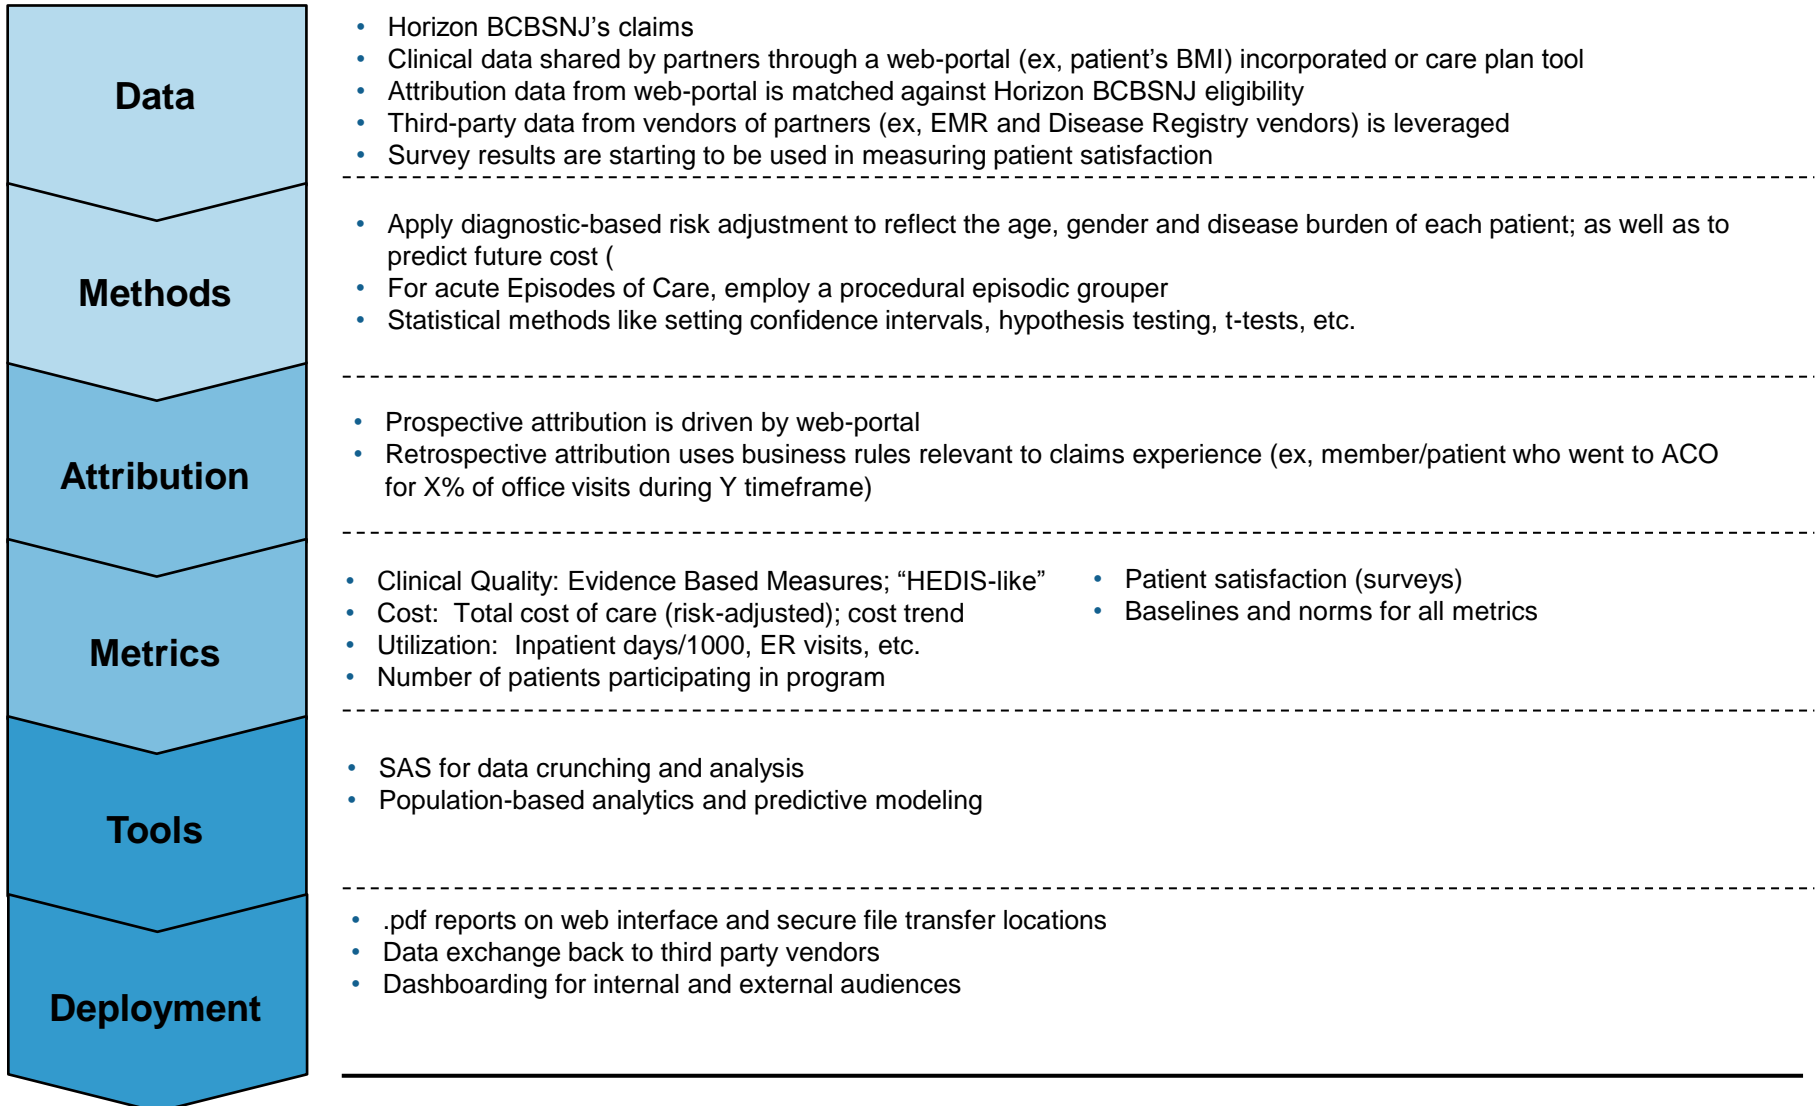 Data
• Horizon BCBSNJ's claims
• Clinical data shared by partners through a web-portal (ex, patient's BMI) incorporated or care plan tool
• Attribution data from web-portal is matched against Horizon BCBSNJ eligibility
• Third-party data from vendors of partners (ex, EMR and Disease Registry vendors) is leveraged
• Survey results are starting to be used in measuring patient satisfaction
Methods
• Apply diagnostic-based risk adjustment to reflect the age, gender and disease burden of each patient; as well as to
predict future cost (
• For acute Episodes of Care, employ a procedural episodic grouper
• Statistical methods like setting confidence intervals, hypothesis testing, t-tests, etc.
Attribution
• Prospective attribution is driven by web-portal
• Retrospective attribution uses business rules relevant to claims experience (ex, member/patient who went to ACO
for X% of office visits during Y timeframe)
Metrics
• Clinical Quality: Evidence Based Measures; “HEDIS-like”
• Cost:  Total cost of care (risk-adjusted); cost trend
• Utilization:  Inpatient days/1000, ER visits, etc.
• Number of patients participating in program
• Patient satisfaction (surveys)
• Baselines and norms for all metrics
Tools
• SAS for data crunching and analysis
• Population-based analytics and predictive modeling
Deployment
• .pdf reports on web interface and secure file transfer locations
• Data exchange back to third party vendors
• Dashboarding for internal and external audiences